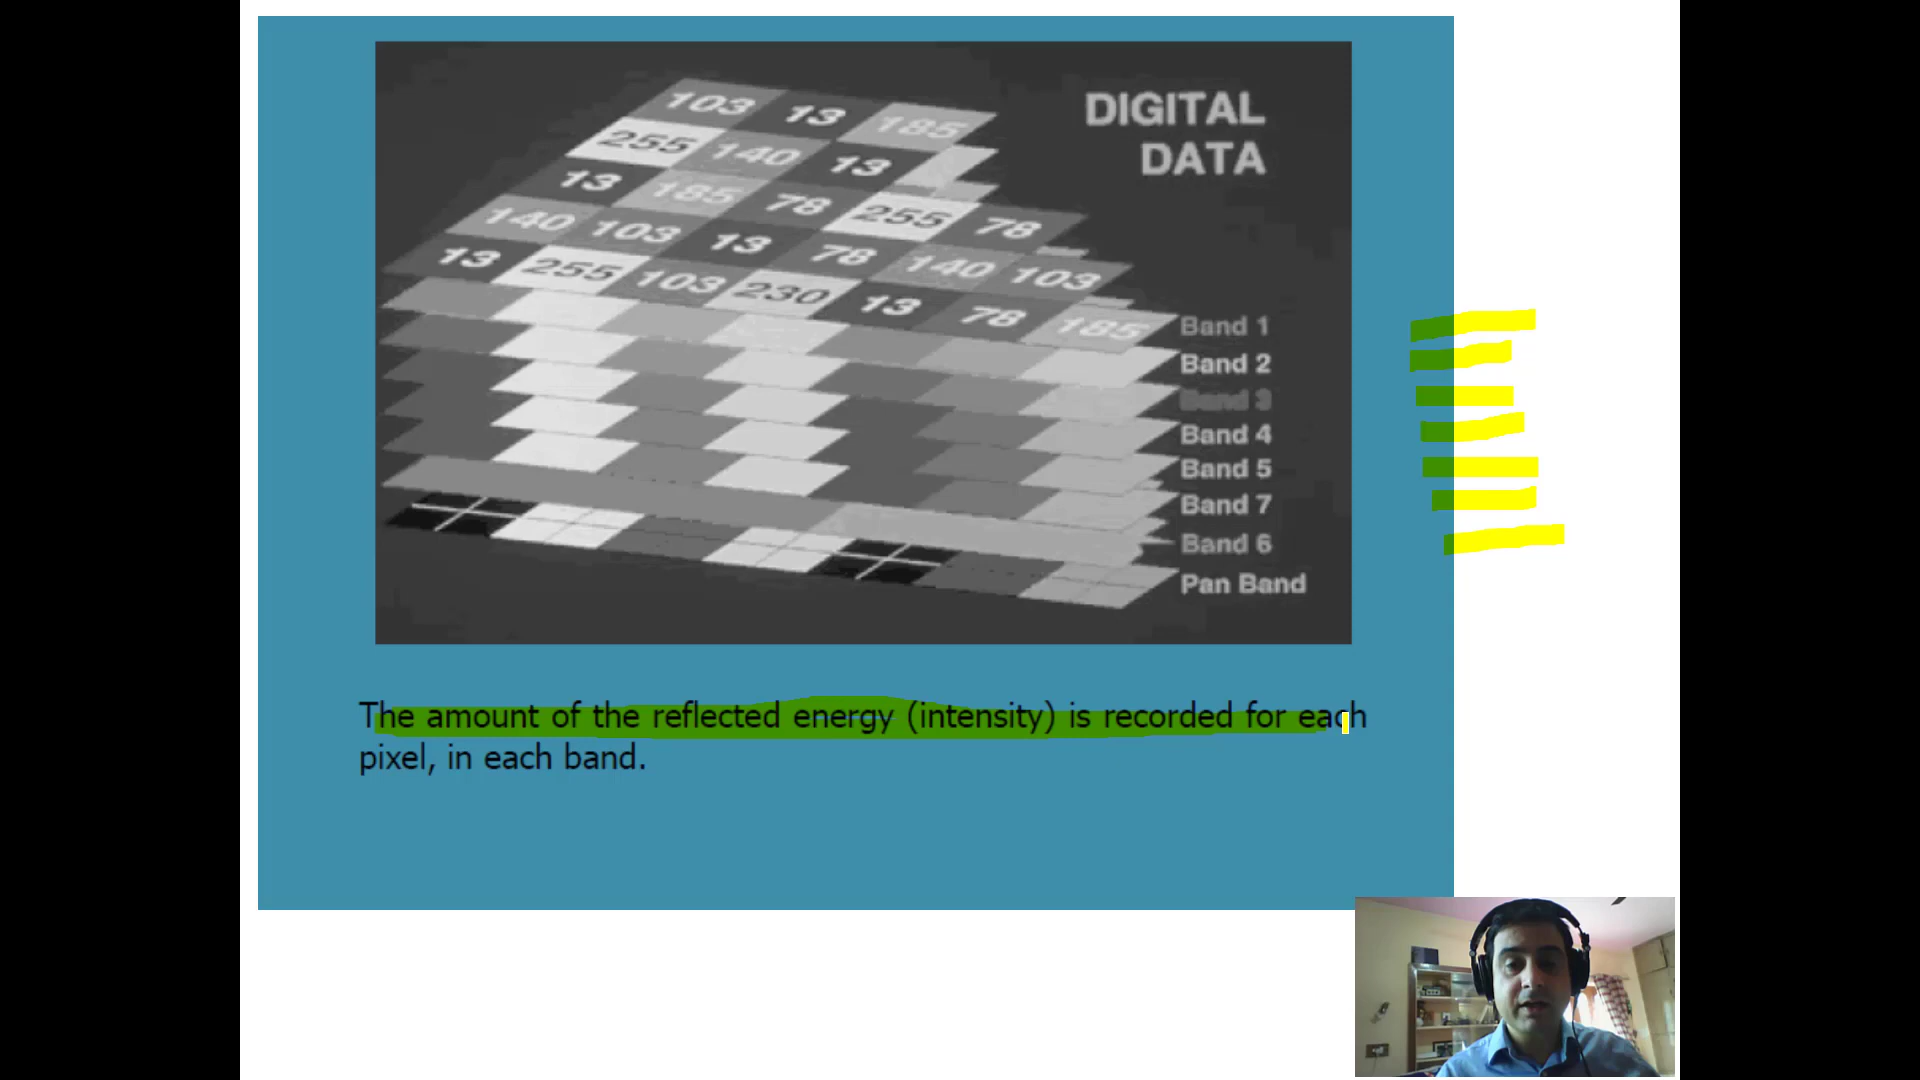 DIGITAL
DATA
103 13 185
255 140 13
13 185 78 255 78
140 103 13 78 140 103
13 255 103 230 13 78 185
Band 1
Band 2
Band 3
Band 4
Band 5
Band 7
Band 6
Pan Band
The amount of the reflected energy (intensity) is recorded for each
pixel, in each band.